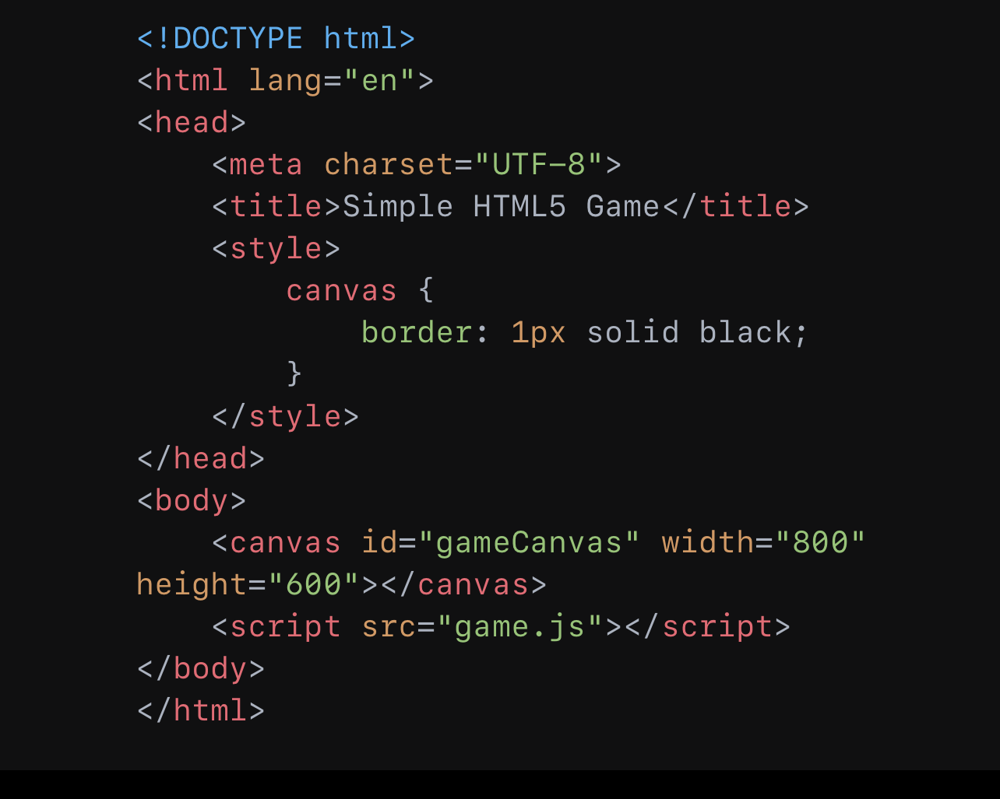 <!DOCTYPE html>
<html lang="en">
<head>
    <meta charset="UTF-8">
    <title>Simple HTML5 Game</title>
    <style>
        canvas {
            border: 1px solid black;
        }
    </style>
</head>
<body>
    <canvas id="gameCanvas" width="800"
height="600"></canvas>
    <script src="game.js"></script>
</body>
</html>